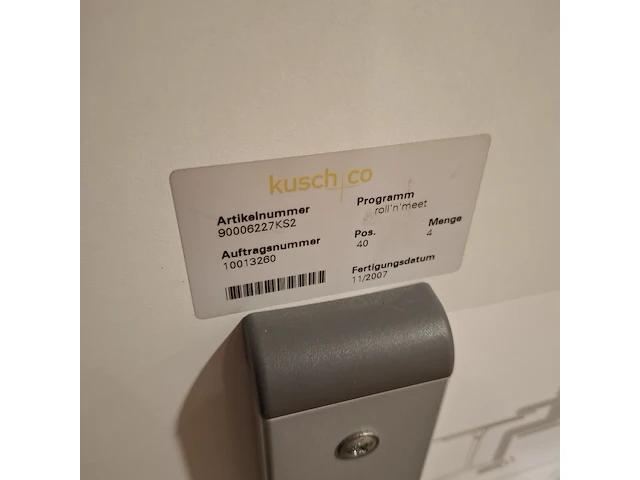 kusch+co
Artikelnummer
90006227KS2
Programm
roll'n'meet
Auftragsnummer
10013260
Pos.
40
Menge
4
Fertigungsdatum
11/2007